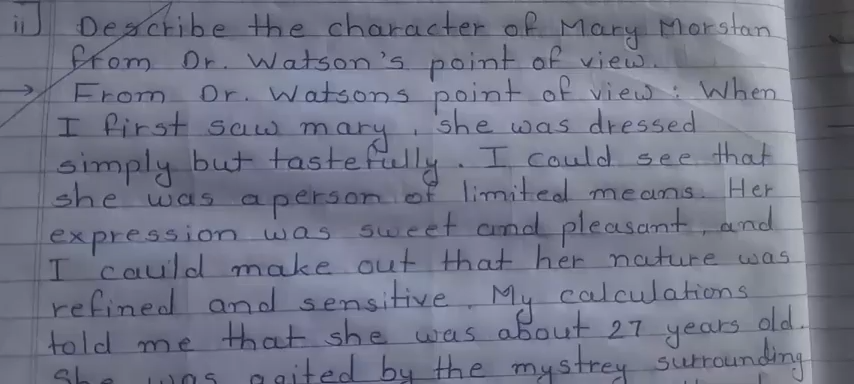 ii] Describe the character of Mary Morstan
from Dr. Watson's point of view.
→ From Dr. Watsons point of view: When
I first saw mary, she was dressed
simply but tastefully. I could see that
she was a person of limited means. Her
expression was sweet and pleasant, and
I cauld make out that her nature was
refined and sensitive. My calculations
told me that she was about 27 years old.
She was agited by the mystrey surrounding